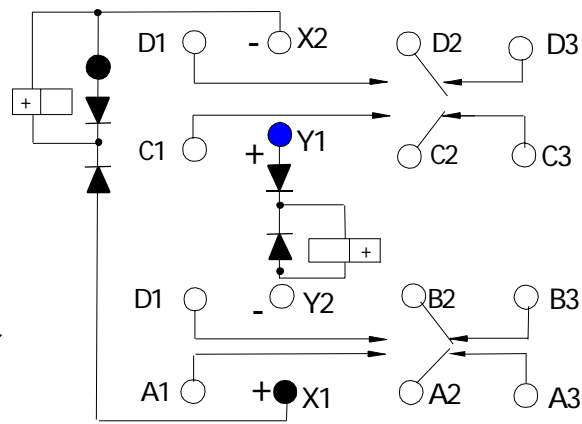 D1 - X2 D2 D3
+
C1 + Y1 C2 C3
+
D1 - Y2 B2 B3
A1 + X1 A2 A3